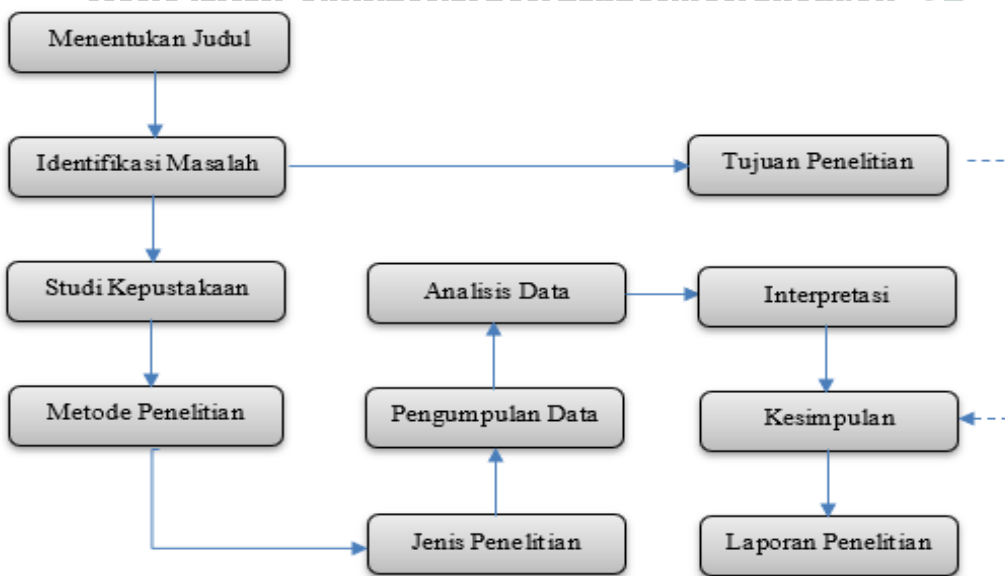 Menentukan Judul
Identifikasi Masalah
Tujuan Penelitian
Studi Kepustakaan
Analisis Data
Interpretasi
Metode Penelitian
Pengumpulan Data
Kesimpulan
Jenis Penelitian
Laporan Penelitian